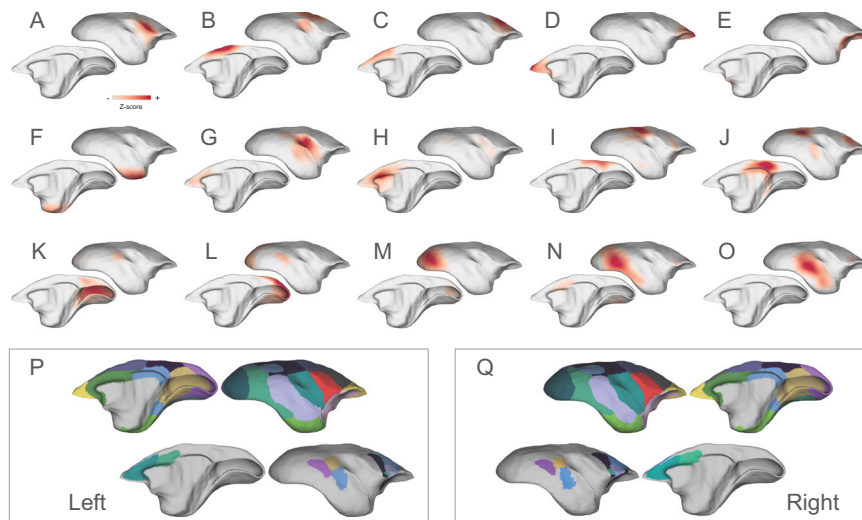 A B C D E
- +
Z-score
F G H I J
K L M N O
P Q
Left Right